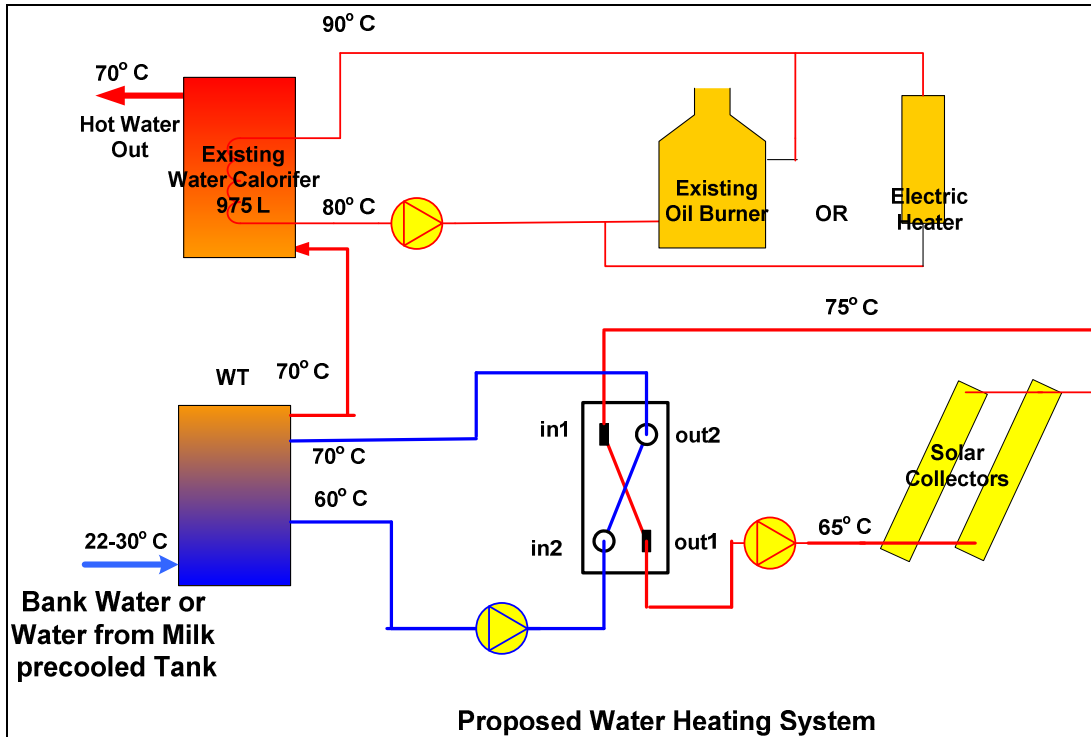 90° C
70° C
Hot Water
Out
Existing
Water Calorifer
975 L
80° C
Existing
Oil Burner
OR
Electric
Heater
75° C
70° C
WT
in1
out2
70° C
60° C
Solar
Collectors
22-30° C
in2
out1
65° C
Bank Water or
Water from Milk
precooled Tank
Proposed Water Heating System